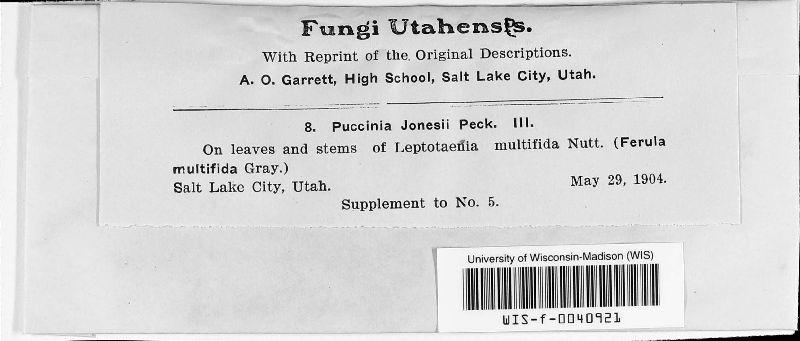 Fungi Utahensis.
With Reprint of the Original Descriptions.
A. O. Garrett, High School, Salt Lake City, Utah.
8. Puccinia Jonesii Peck. III.
On leaves and stems of Leptotaenia multifida Nutt. (Ferula
multifida Gray.)
Salt Lake City, Utah. May 29, 1904.
Supplement to No. 5.
University of Wisconsin-Madison (WIS)
WIS-f-0040921